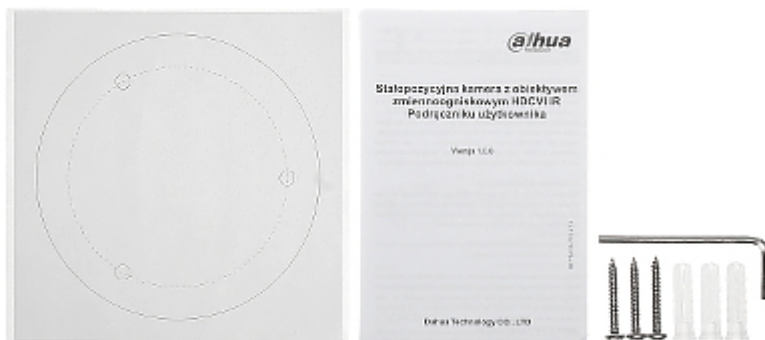 alhua
Stałopozycyjna kamera z obiektywem
zmiennoogniskowym HDCVI IR
Podręczniku użytkownika
Wersja 1.0.0
Dahua Technology CO., LTD